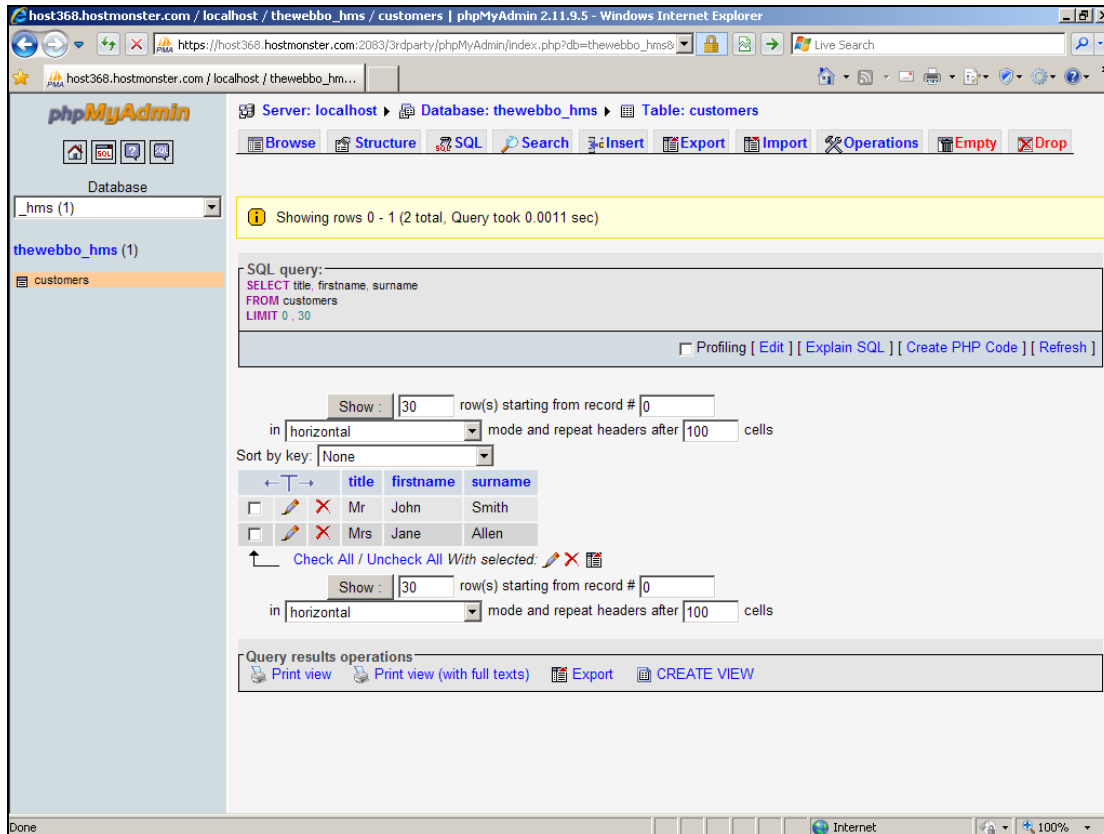 host368.hostmonster.com / localhost / thewebbo_hms / customers | phpMyAdmin 2.11.9.5 - Windows Internet Explorer
https://host368.hostmonster.com:2083/3rdparty/phpMyAdmin/index.php?db=thewebbo_hms&
Live Search
host368.hostmonster.com / localhost / thewebbo_hm...
phpMyAdmin
Database
_hms (1)
thewebbo_hms (1)
customers
Server: localhost Database: thewebbo_hms Table: customers
Browse Structure SQL Search Insert Export Import Operations Empty Drop
Showing rows 0 - 1 (2 total, Query took 0.0011 sec)
SQL query:
SELECT title, firstname, surname
FROM customers
LIMIT 0 , 30
Profiling [ Edit ] [ Explain SQL ] [ Create PHP Code ] [ Refresh ]
Show : 30 row(s) starting from record # 0
in horizontal mode and repeat headers after 100 cells
Sort by key: None
←T→ title firstname surname
Mr John Smith
Mrs Jane Allen
Check All / Uncheck All With selected:
Show : 30 row(s) starting from record # 0
in horizontal mode and repeat headers after 100 cells
Query results operations
Print view Print view (with full texts) Export CREATE VIEW
Done Internet 100%